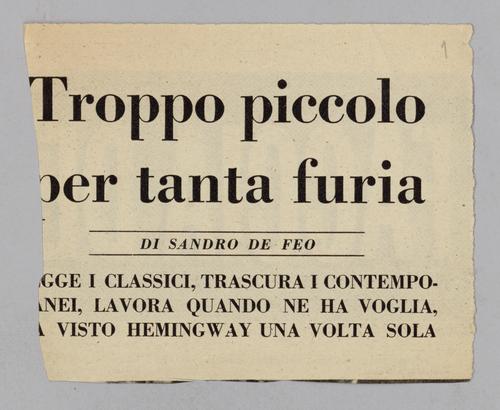 1
Troppo piccolo
per tanta furia
DI SANDRO DE FEO
EGGE I CLASSICI, TRASCURA I CONTEMPO-
ANEI, LAVORA QUANDO NE HA VOGLIA,
A VISTO HEMINGWAY UNA VOLTA SOLA